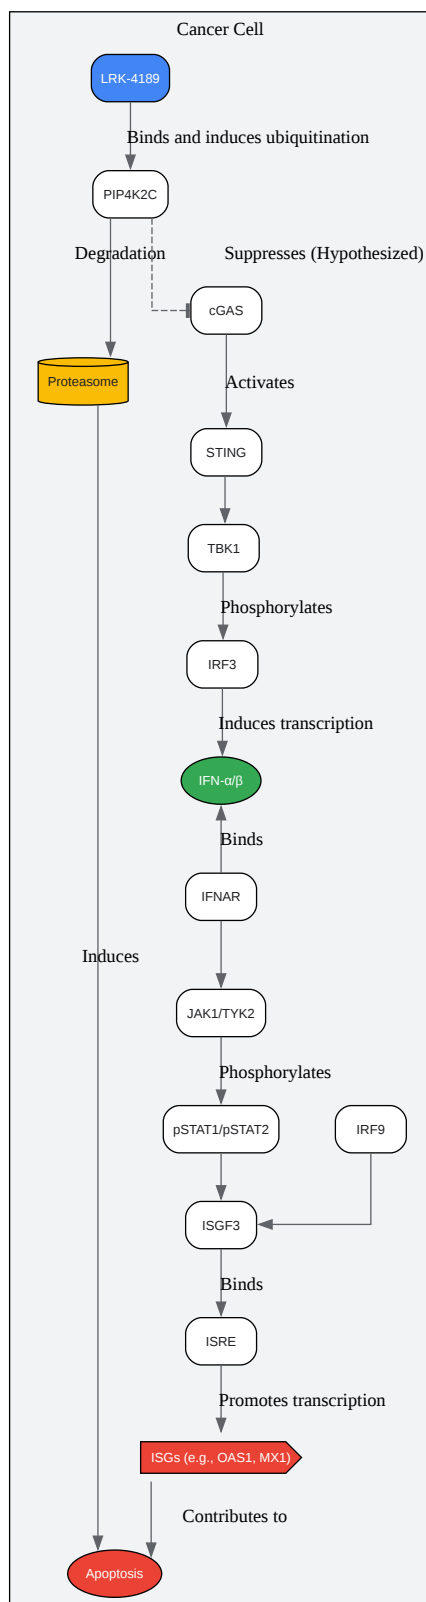 Cancer Cell
LRK-4189
Binds and induces ubiquitination
PIP4K2C
Degradation
Suppresses (Hypothesized)
cGAS
Proteasome
Activates
STING
TBK1
Phosphorylates
IRF3
Induces transcription
IFN-α/β
Binds
IFNAR
Induces
JAK1/TYK2
Phosphorylates
pSTAT1/pSTAT2
IRF9
ISGF3
Binds
ISRE
Promotes transcription
ISGs (e.g., OAS1, MX1)
Contributes to
Apoptosis